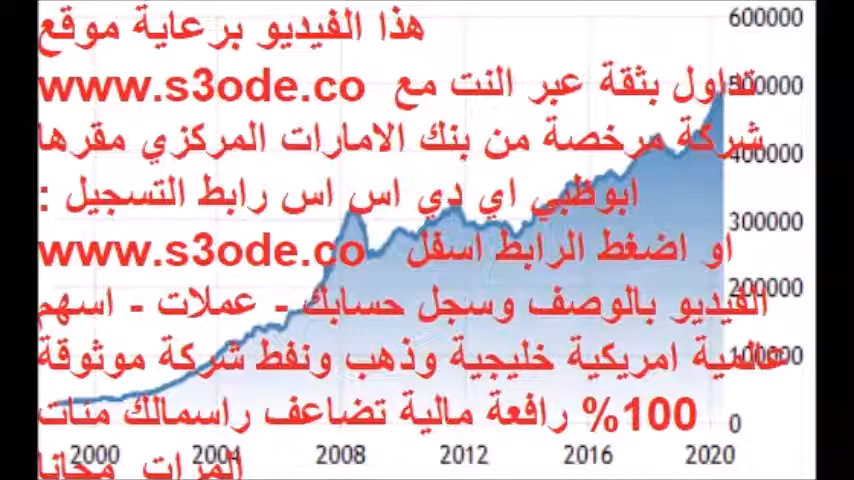 هذا الفيديو برعاية موقع
www.s3ode.co تداول بثقة عبر النت مع
شركة مرخصة من بنك الامارات المركزي مقرها
ابوظبي اي دي اس اس رابط التسجيل :
www.s3ode.co او اضغط الرابط اسفل
الفيديو بالوصف وسجل حسابك - عملات - اسهم
عالمية امريكية خليجية وذهب ونفط شركة موثوقة
100% رافعة مالية تضاعف راسمالك مئات
المرات مجانا
600000
500000
400000
300000
200000
100000
0
2000 2004 2008 2012 2016 2020